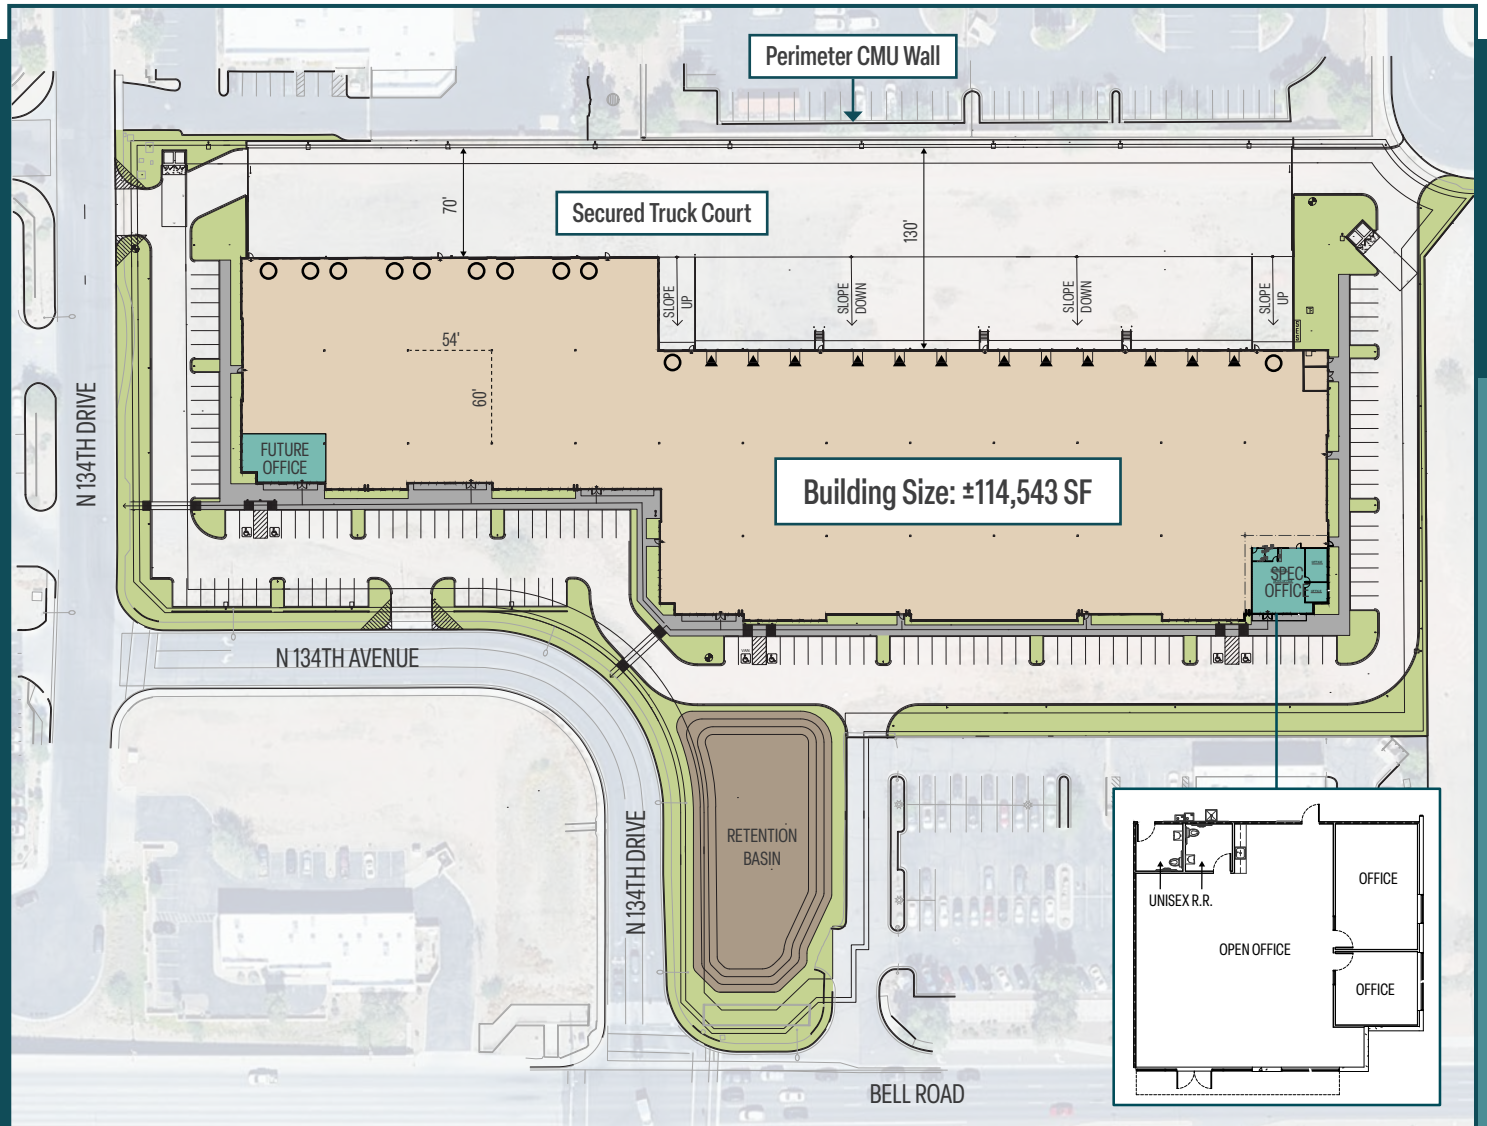 Perimeter CMU Wall
Secured Truck Court
70'
130'
SLOPE
UP
SLOPE
DOWN
SLOPE
DOWN
SLOPE
UP
54'
60'
N 134TH DRIVE
FUTURE
OFFICE
Building Size: ±114,543 SF
SPEC
OFFICE
N 134TH AVENUE
N 134TH DRIVE
RETENTION
BASIN
UNISEX R.R.
OFFICE
OPEN OFFICE
OFFICE
BELL ROAD